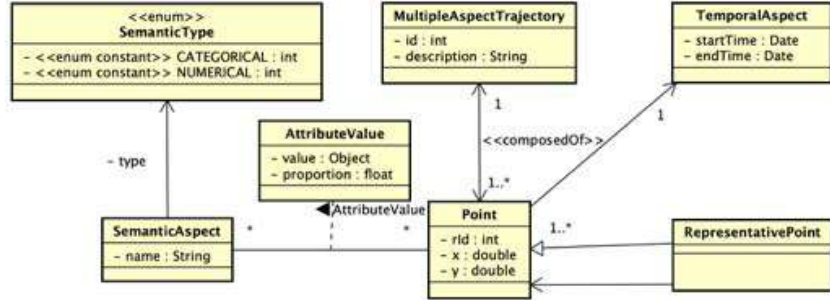 <<enum>>
SemanticType
- <<enum constant>> CATEGORICAL : int
- <<enum constant>> NUMERICAL : int
MultipleAspectTrajectory
- id : int
- description : String
TemporalAspect
- startTime : Date
- endTime : Date
1
1
<<composedOf>>
- type
AttributeValue
- value : Object
- proportion : float
1..*
AttributeValue
SemanticAspect
- name : String
*
*
Point
- rId : int
- x : double
- y : double
1..*
RepresentativePoint